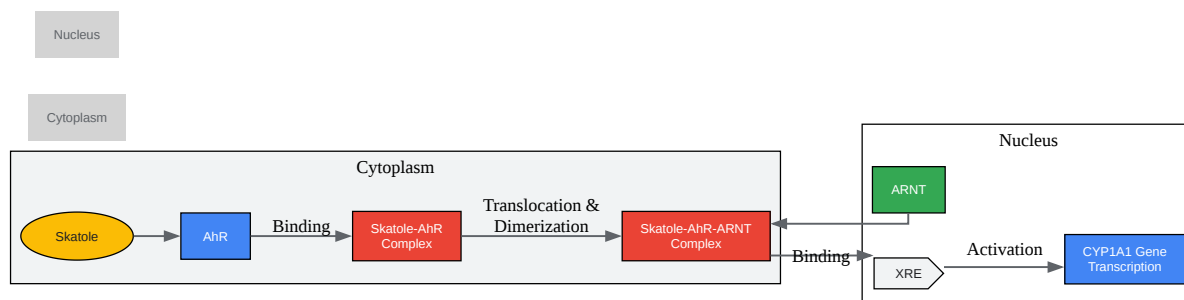 Nucleus
Cytoplasm
Cytoplasm
Nucleus
Skatole
AhR
Binding
Skatole-AhR
Complex
Translocation &
Dimerization
Skatole-AhR-ARNT
Complex
ARNT
Binding
XRE
Activation
CYP1A1 Gene
Transcription